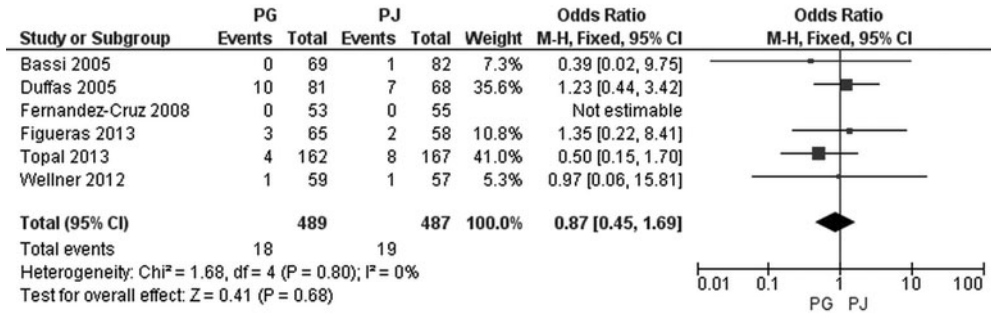 PG PJ Odds Ratio Odds Ratio
Study or Subgroup Events Total Events Total Weight M-H, Fixed, 95% CI M-H, Fixed, 95% CI
Bassi 2005 0 69 1 82 7.3% 0.39 [0.02, 9.75]
Duffas 2005 10 81 7 68 35.6% 1.23 [0.44, 3.42]
Fernandez-Cruz 2008 0 53 0 55 Not estimable
Figueras 2013 3 65 2 58 10.8% 1.35 [0.22, 8.41]
Topal 2013 4 162 8 167 41.0% 0.50 [0.15, 1.70]
Wellner 2012 1 59 1 57 5.3% 0.97 [0.06, 15.81]
Total (95% CI) 489 487 100.0% 0.87 [0.45, 1.69]
Total events 18 19
Heterogeneity: Chi² = 1.68, df = 4 (P = 0.80); I² = 0%
Test for overall effect: Z = 0.41 (P = 0.68)
0.01 0.1 1 10 100
PG PJ